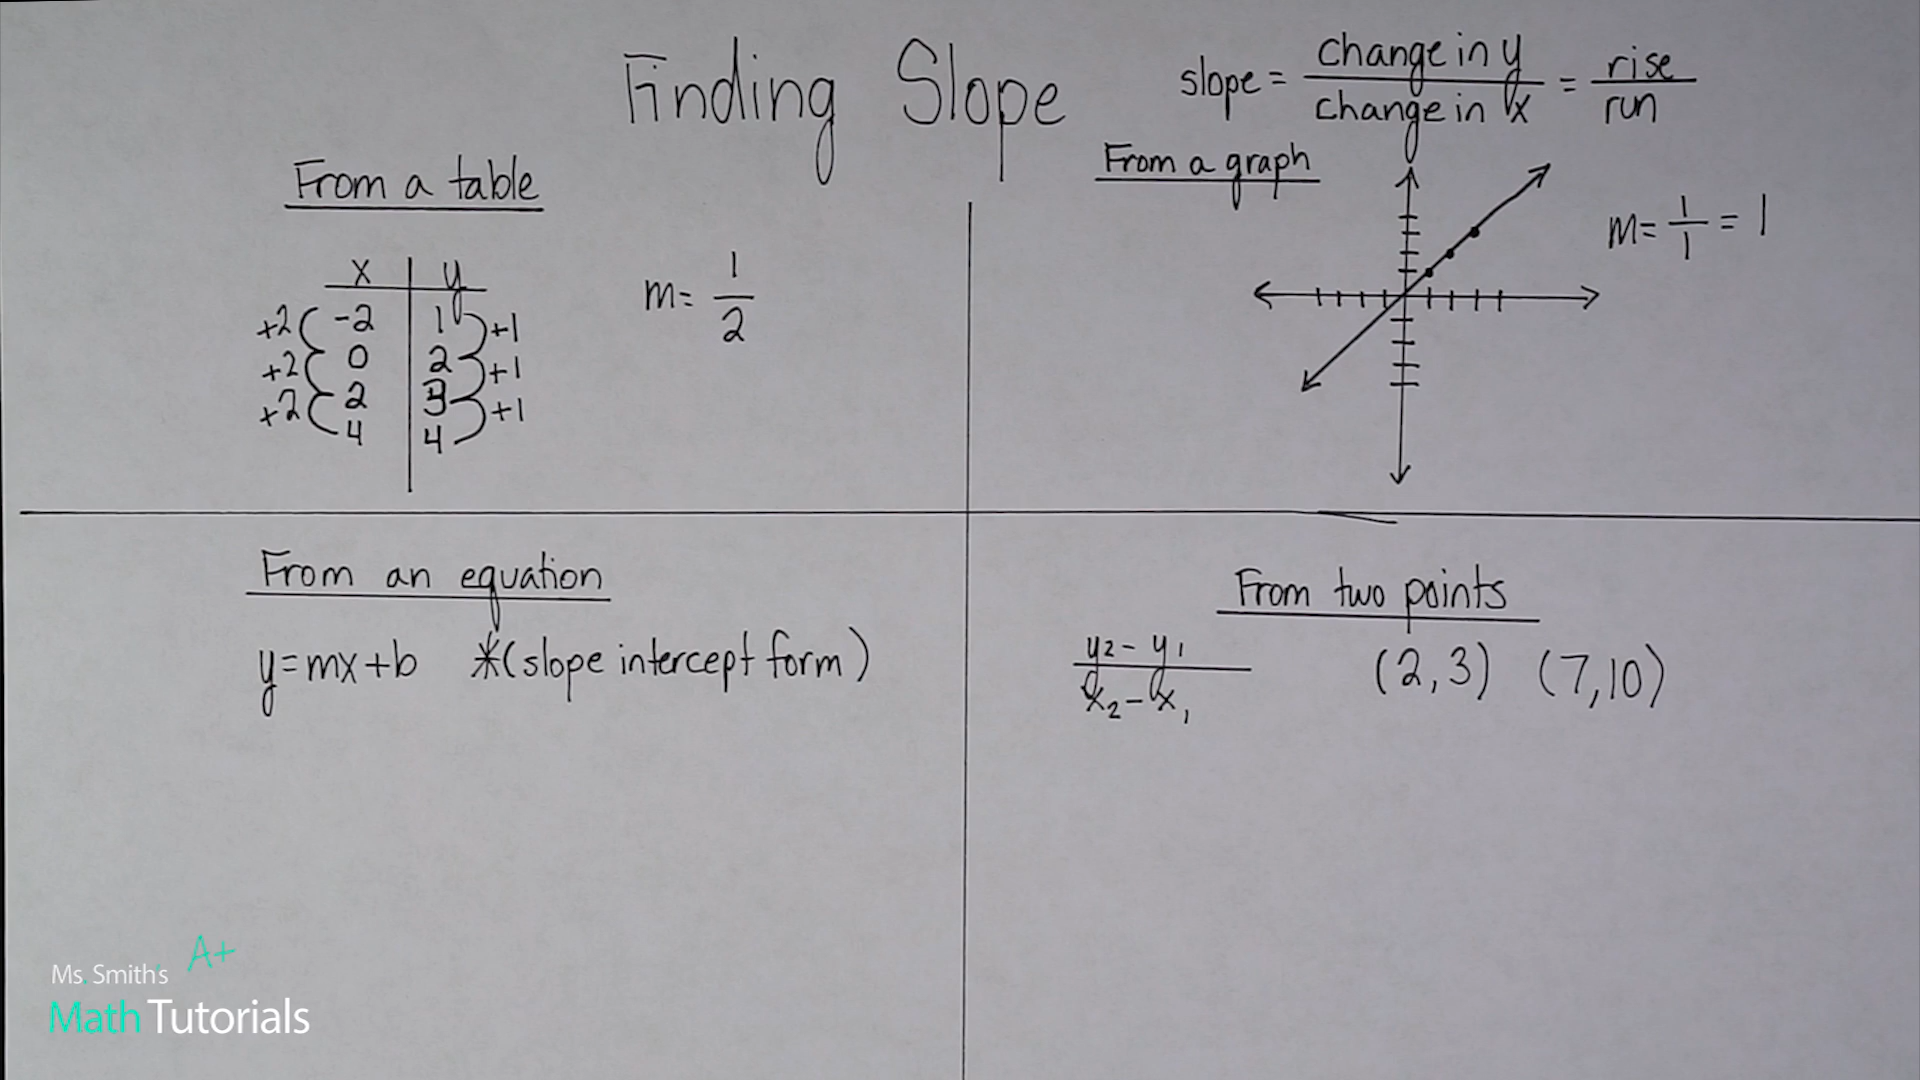 Finding Slope
slope = change in y / change in x = rise / run
From a table
x y
-2 1
0 2
2 3
4 4
+2 +1
+2 +1
+2 +1
m = 1/2
From a graph
m = 1/1 = 1
From an equation
y = mx + b *(slope intercept form)
From two points
y₂ - y₁ / x₂ - x₁
(2,3) (7,10)
Ms. Smith's A+
Math Tutorials